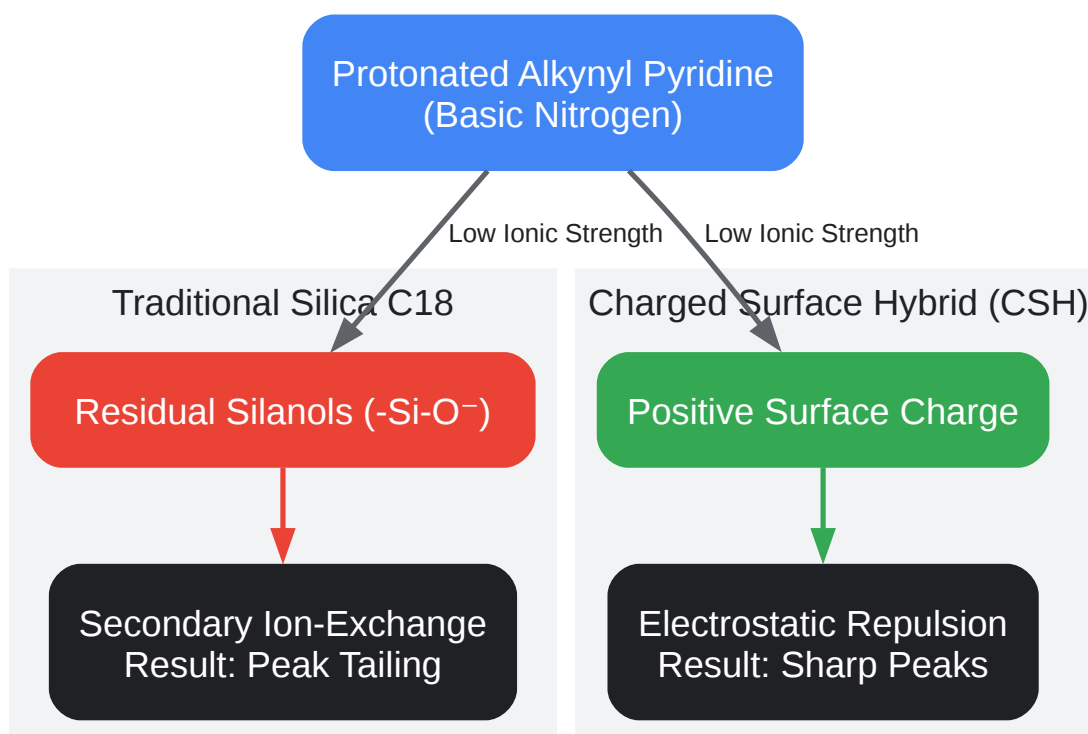 Protonated Alkynyl Pyridine
(Basic Nitrogen)
Low Ionic Strength
Low Ionic Strength
Traditional Silica C18
Charged Surface Hybrid (CSH)
Residual Silanols (-Si-O⁻)
Positive Surface Charge
Secondary Ion-Exchange
Result: Peak Tailing
Electrostatic Repulsion
Result: Sharp Peaks